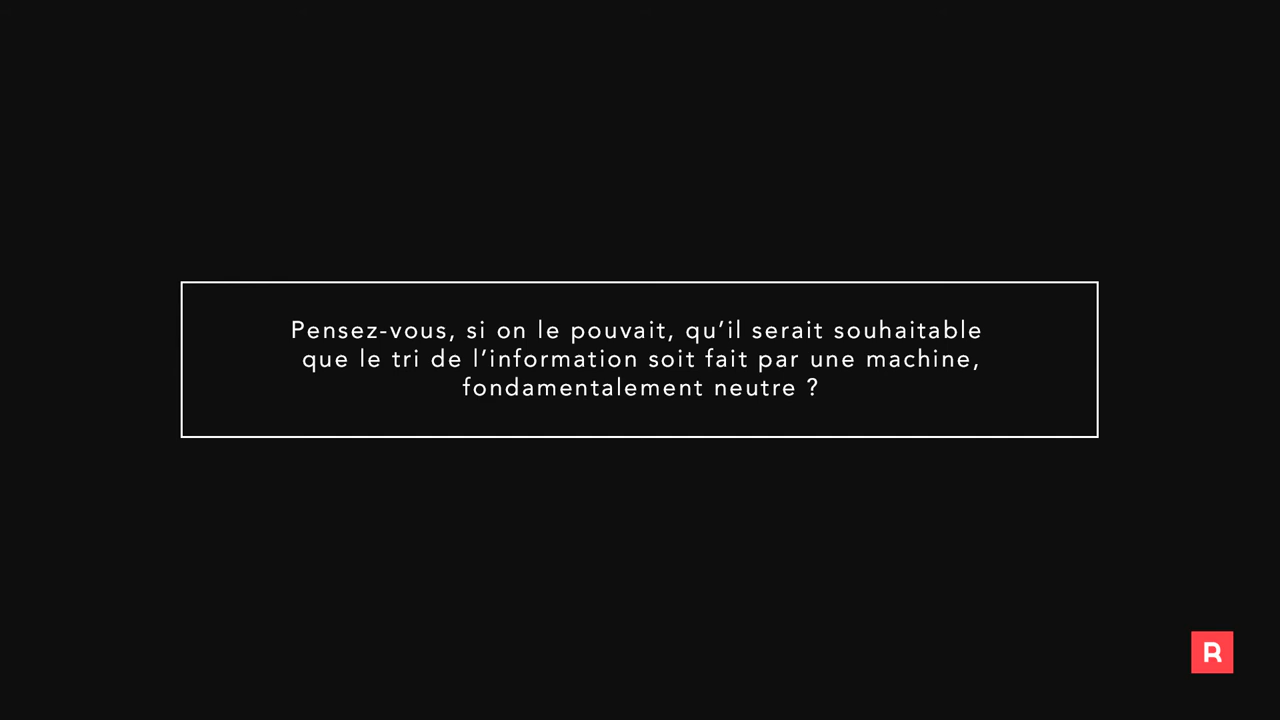 Pensez-vous, si on le pouvait, qu’il serait souhaitable
que le tri de l’information soit fait par une machine,
fondamentalement neutre ?
R